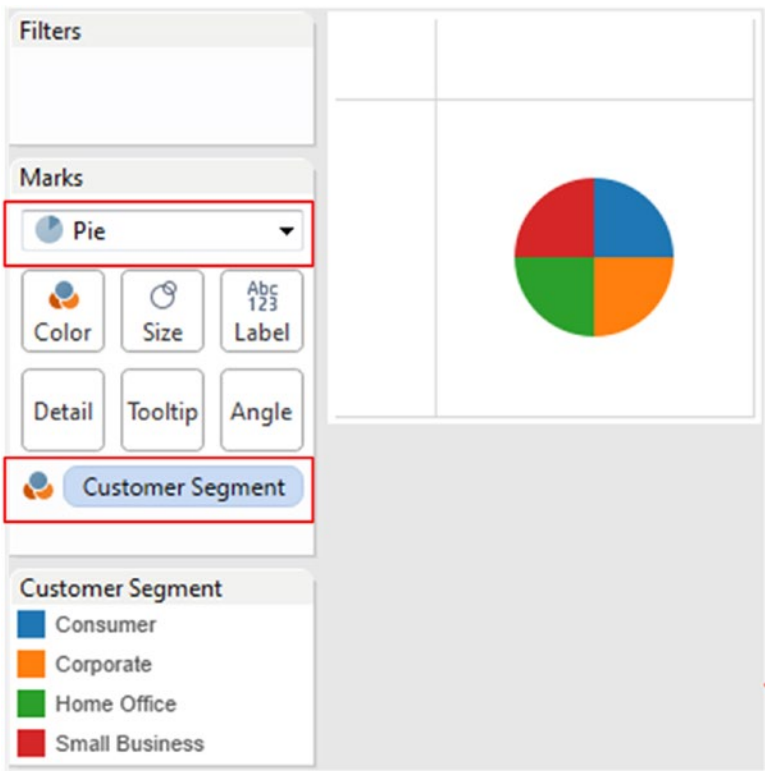 Filters
Marks
Pie
Color
Size
Abc
123
Label
Detail
Tooltip
Angle
Customer Segment
Customer Segment
Consumer
Corporate
Home Office
Small Business